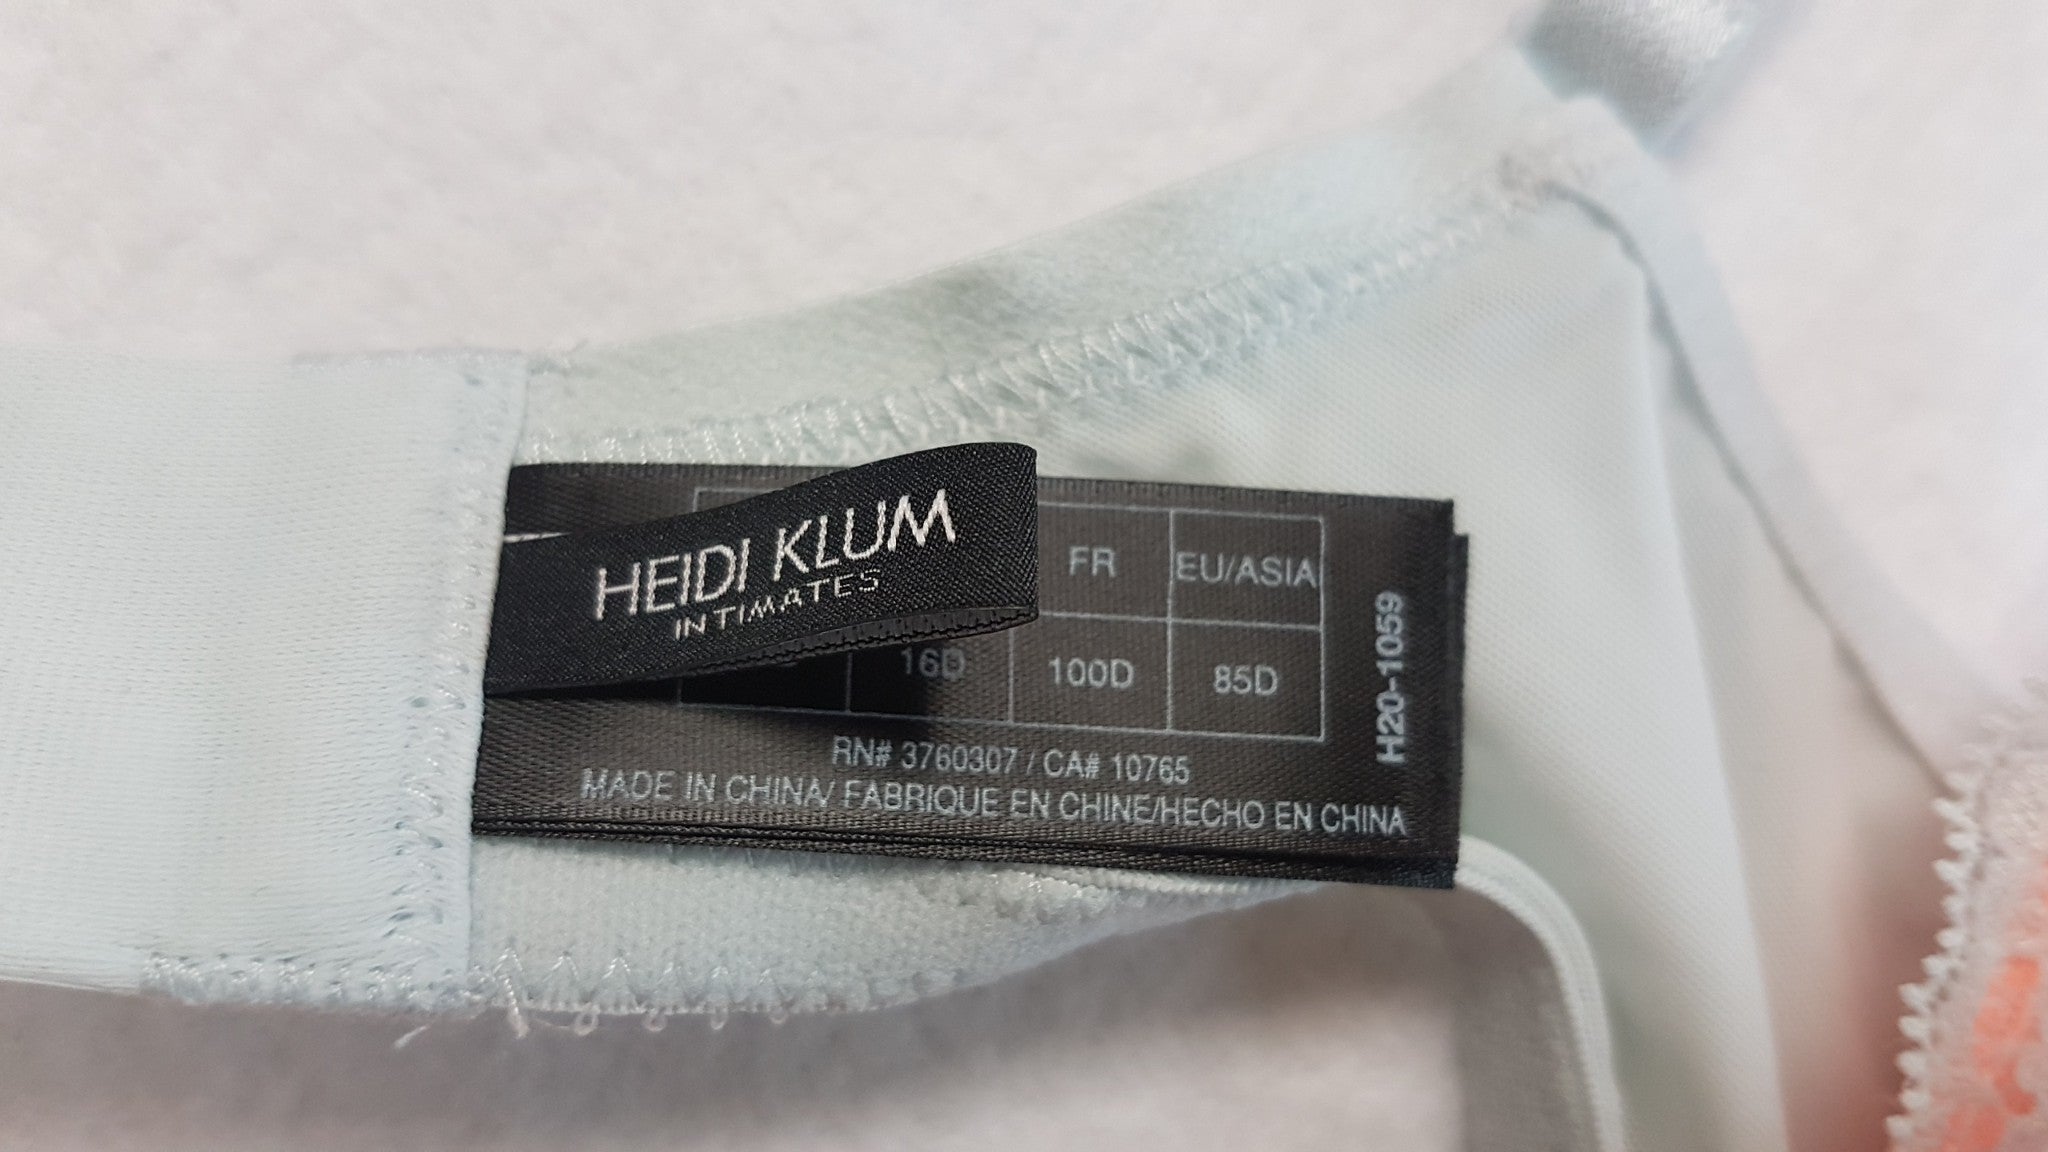 HEIDI KLUM
INTIMATES
FR EU/ASIA
16D 100D 85D
RN# 3760307 / CA# 10765
MADE IN CHINA/ FABRIQUE EN CHINE/HECHO EN CHINA
H20-1059